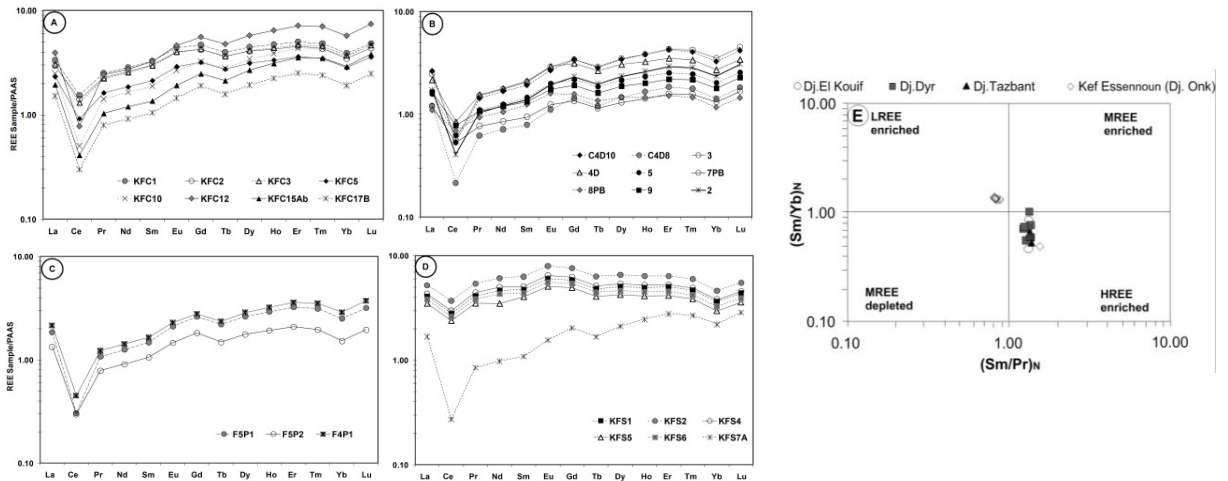 A
10.00
1.00
0.10
REE Sample/PAAS
La Ce Pr Nd Sm Eu Gd Tb Dy Ho Er Tm Yb Lu
KFC1 KFC2 KFC3 KFC5
KFC10 KFC12 KFC15Ab KFC17B
B
10.00
1.00
0.10
La Ce Pr Nd Sm Eu Gd Tb Dy Ho Er Tm Yb Lu
C4D10 C4D8 3
4D 5 7PB
8PB 9 2
C
10.00
1.00
0.10
REE Sample/PAAS
La Ce Pr Nd Sm Eu Gd Tb Dy Ho Er Tm Yb Lu
F5P1 F5P2 F4P1
D
10.00
1.00
0.10
La Ce Pr Nd Sm Eu Gd Tb Dy Ho Er Tm Yb Lu
KFS1 KFS2 KFS4
KFS5 KFS6 KFS7A
Dj.El Kouif Dj.Dyr Dj.Tazbant Kef Essennoun (Dj. Onk)
E
10.00
1.00
0.10
(Sm/Yb)N
LREE enriched
MREE enriched
MREE depleted
HREE enriched
0.10 1.00 10.00
(Sm/Pr)N